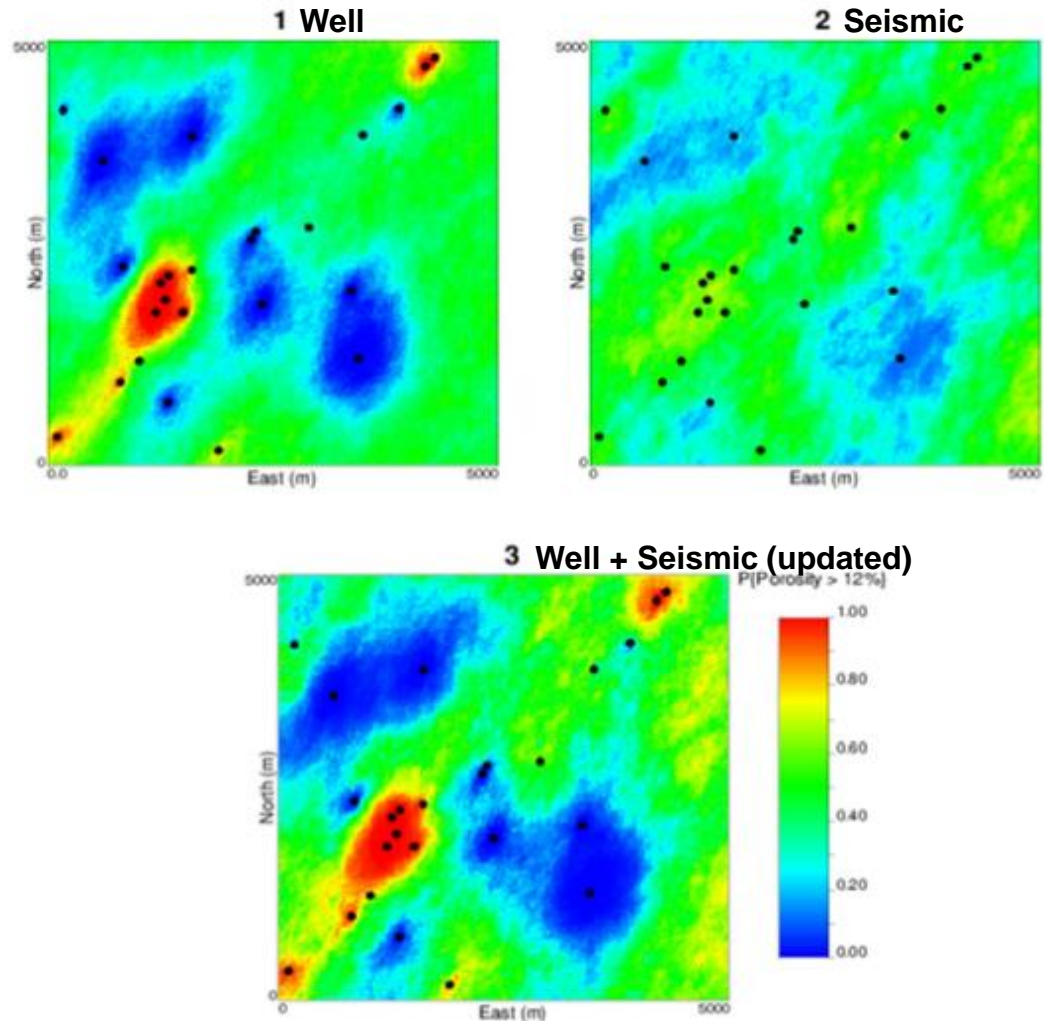 1 Well
5000
North (m)
0
0.0
East (m)
5000
2 Seismic
5000
North (m)
0
0
East (m)
5000
3 Well + Seismic (updated)
P[Porosity > 12%]
5000
North (m)
0
0
East (m)
5000
1.00
0.80
0.60
0.40
0.20
0.00